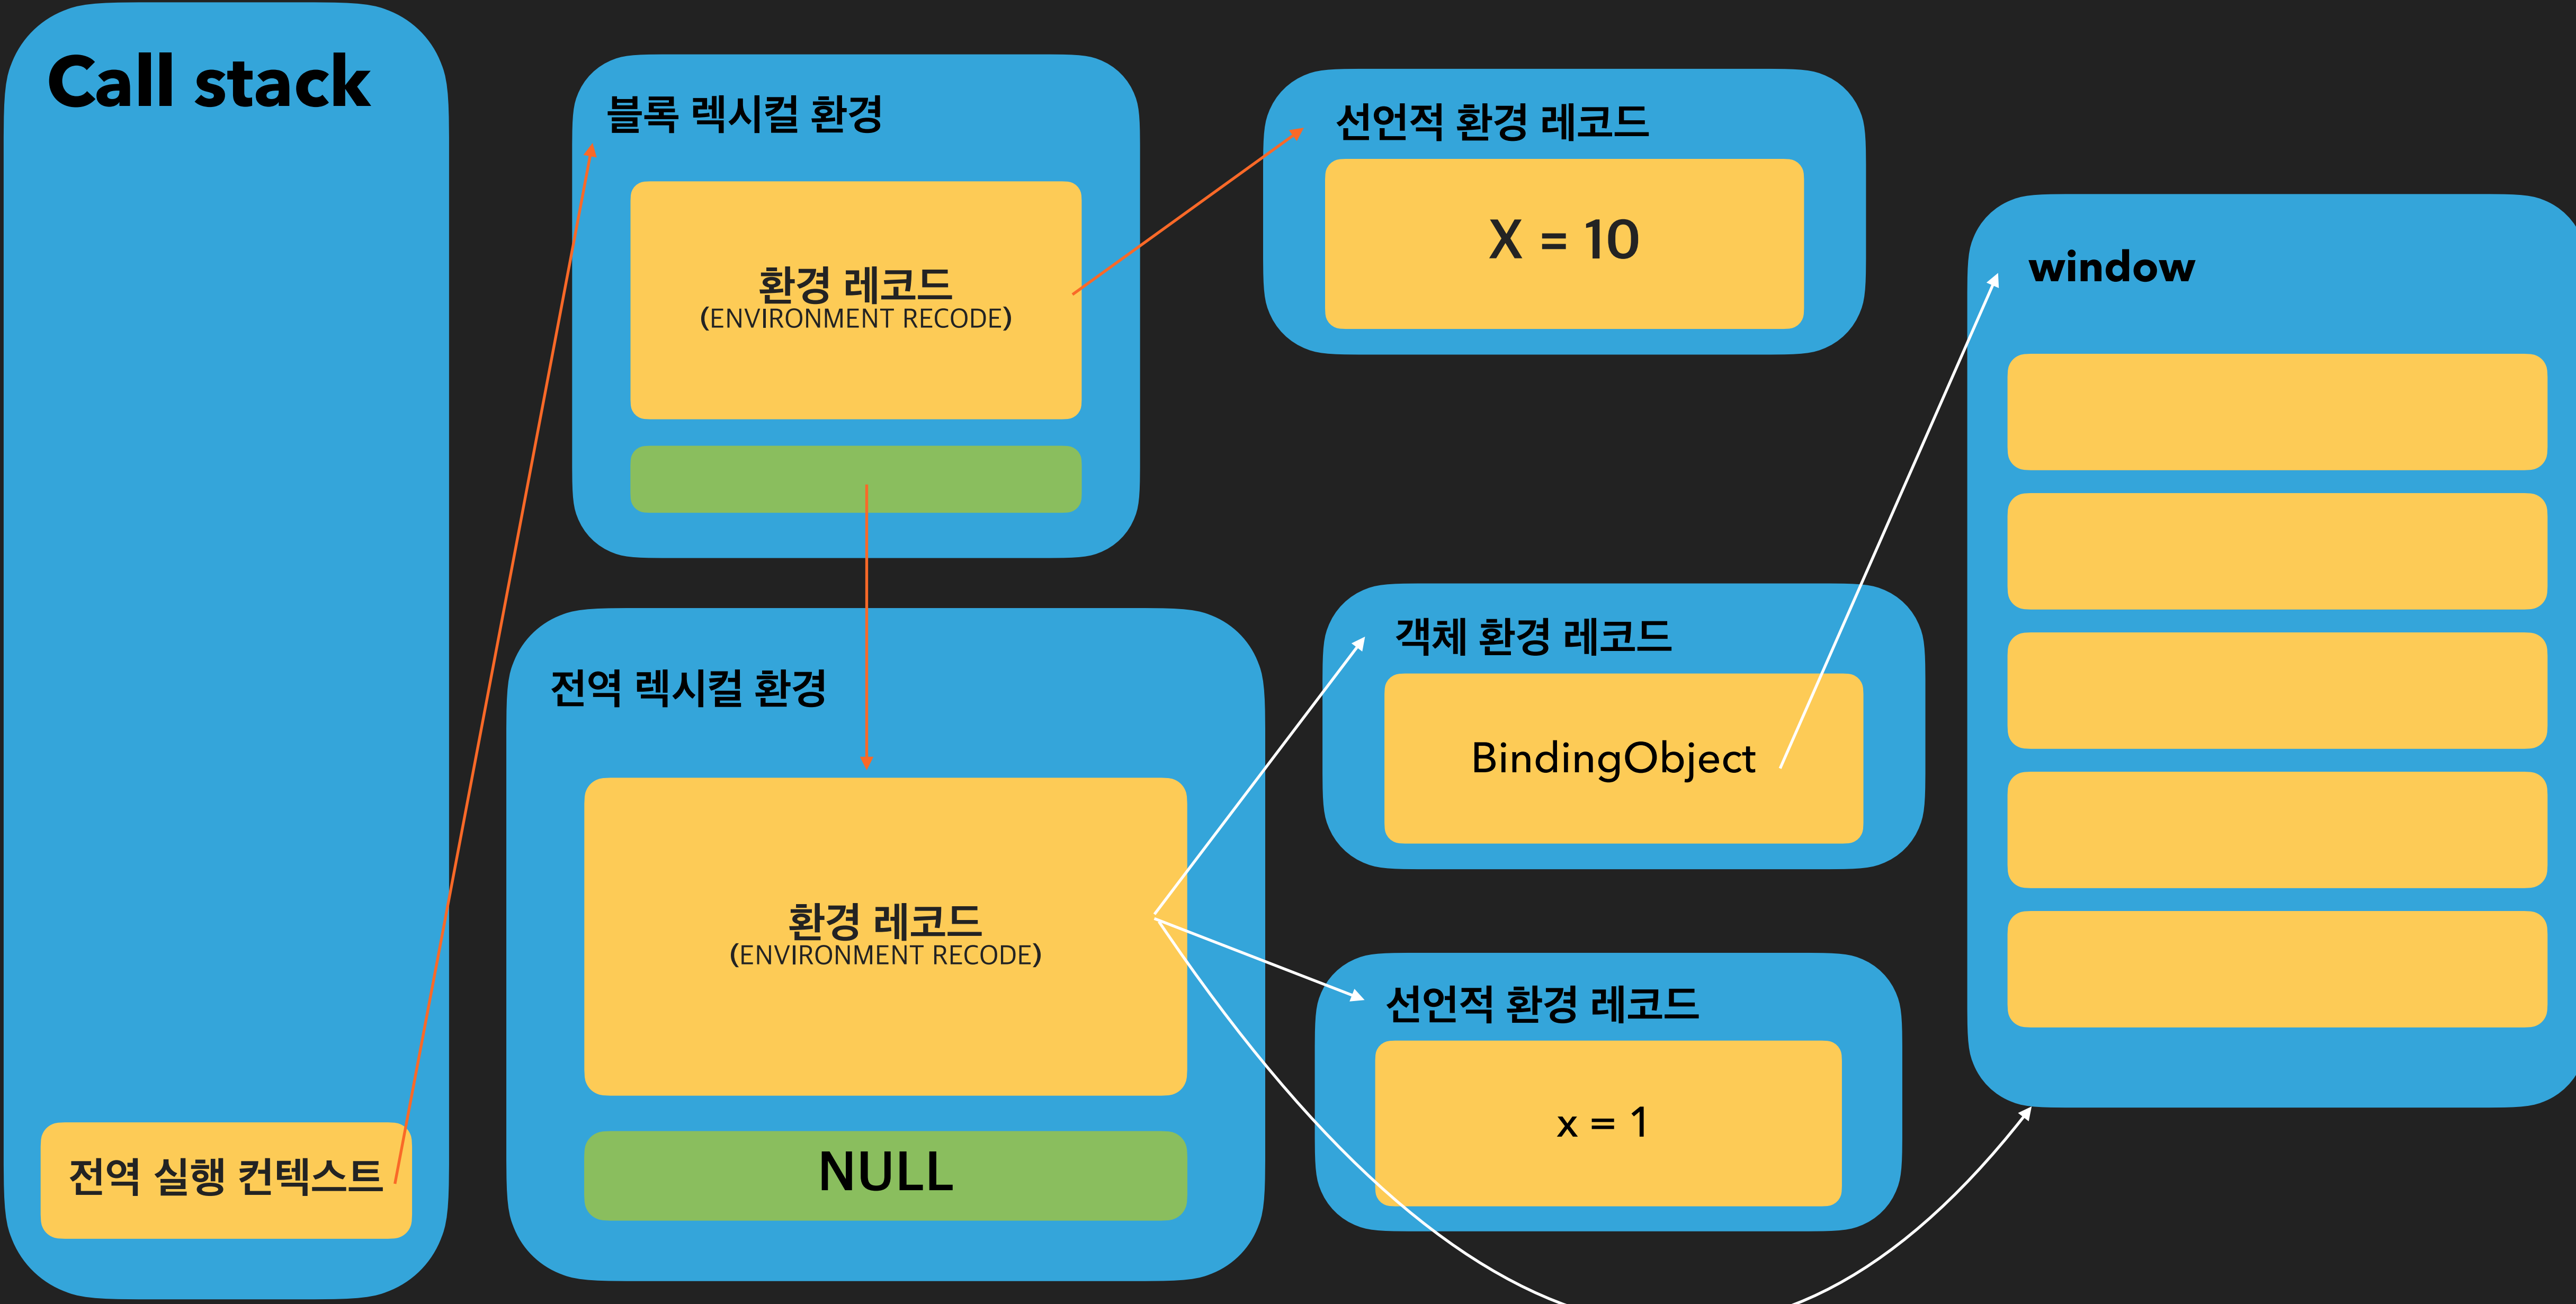 Call stack
전역 실행 컨텍스트
블록 렉시컬 환경
환경 레코드
(ENVIRONMENT RECODE)
선언적 환경 레코드
X = 10
전역 렉시컬 환경
환경 레코드
(ENVIRONMENT RECODE)
NULL
객체 환경 레코드
BindingObject
선언적 환경 레코드
x = 1
window